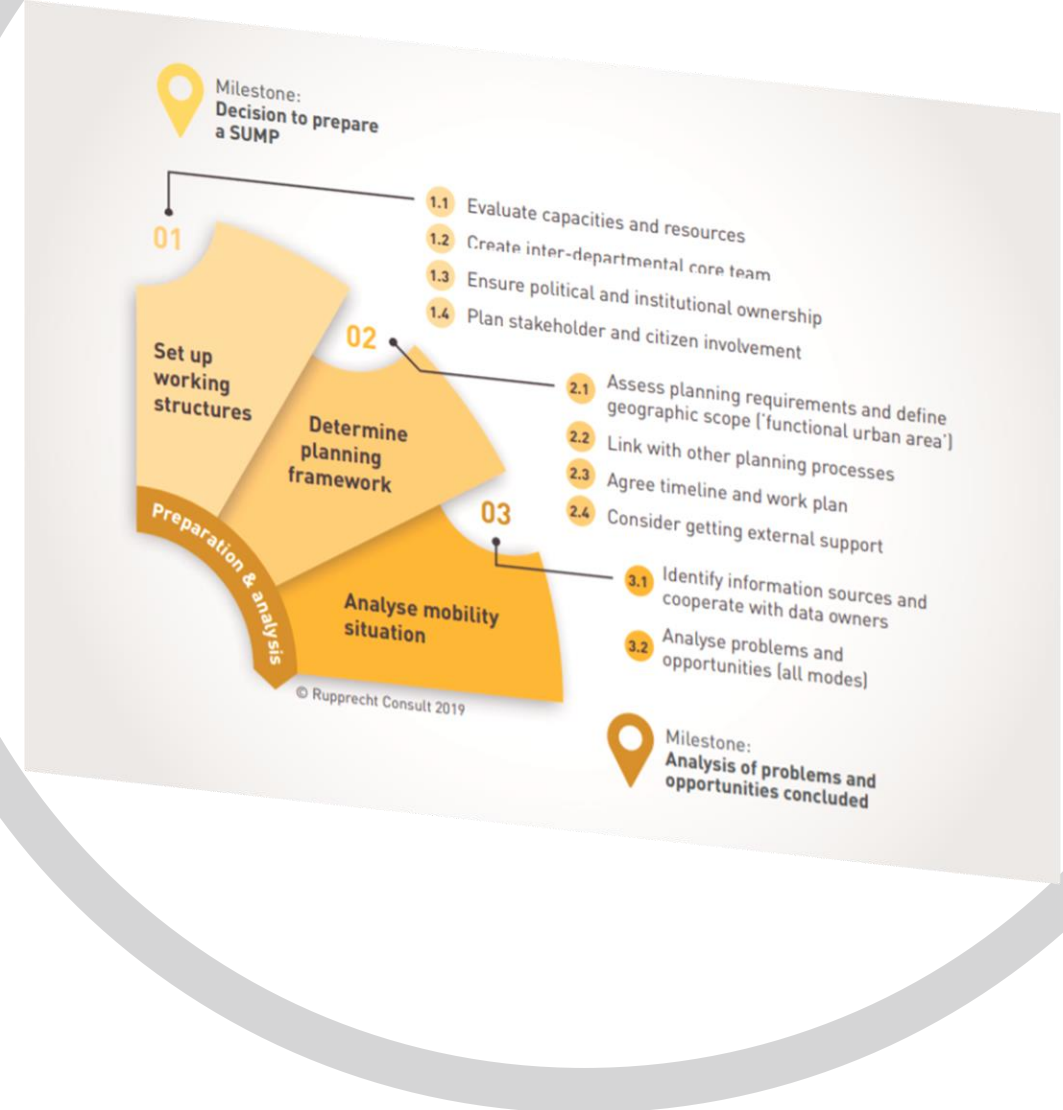 Milestone:
Decision to prepare
a SUMP
01
1.1 Evaluate capacities and resources
1.2 Create inter-departmental core team
1.3 Ensure political and institutional ownership
1.4 Plan stakeholder and citizen involvement
Set up
working
structures
02
2.1 Assess planning requirements and define
geographic scope ('functional urban area')
2.2 Link with other planning processes
2.3 Agree timeline and work plan
2.4 Consider getting external support
Determine
planning
framework
03
3.1 Identify information sources and
cooperate with data owners
3.2 Analyse problems and
opportunities (all modes)
Analyse mobility
situation
Preparation & analysis
© Rupprecht Consult 2019
Milestone:
Analysis of problems and
opportunities concluded